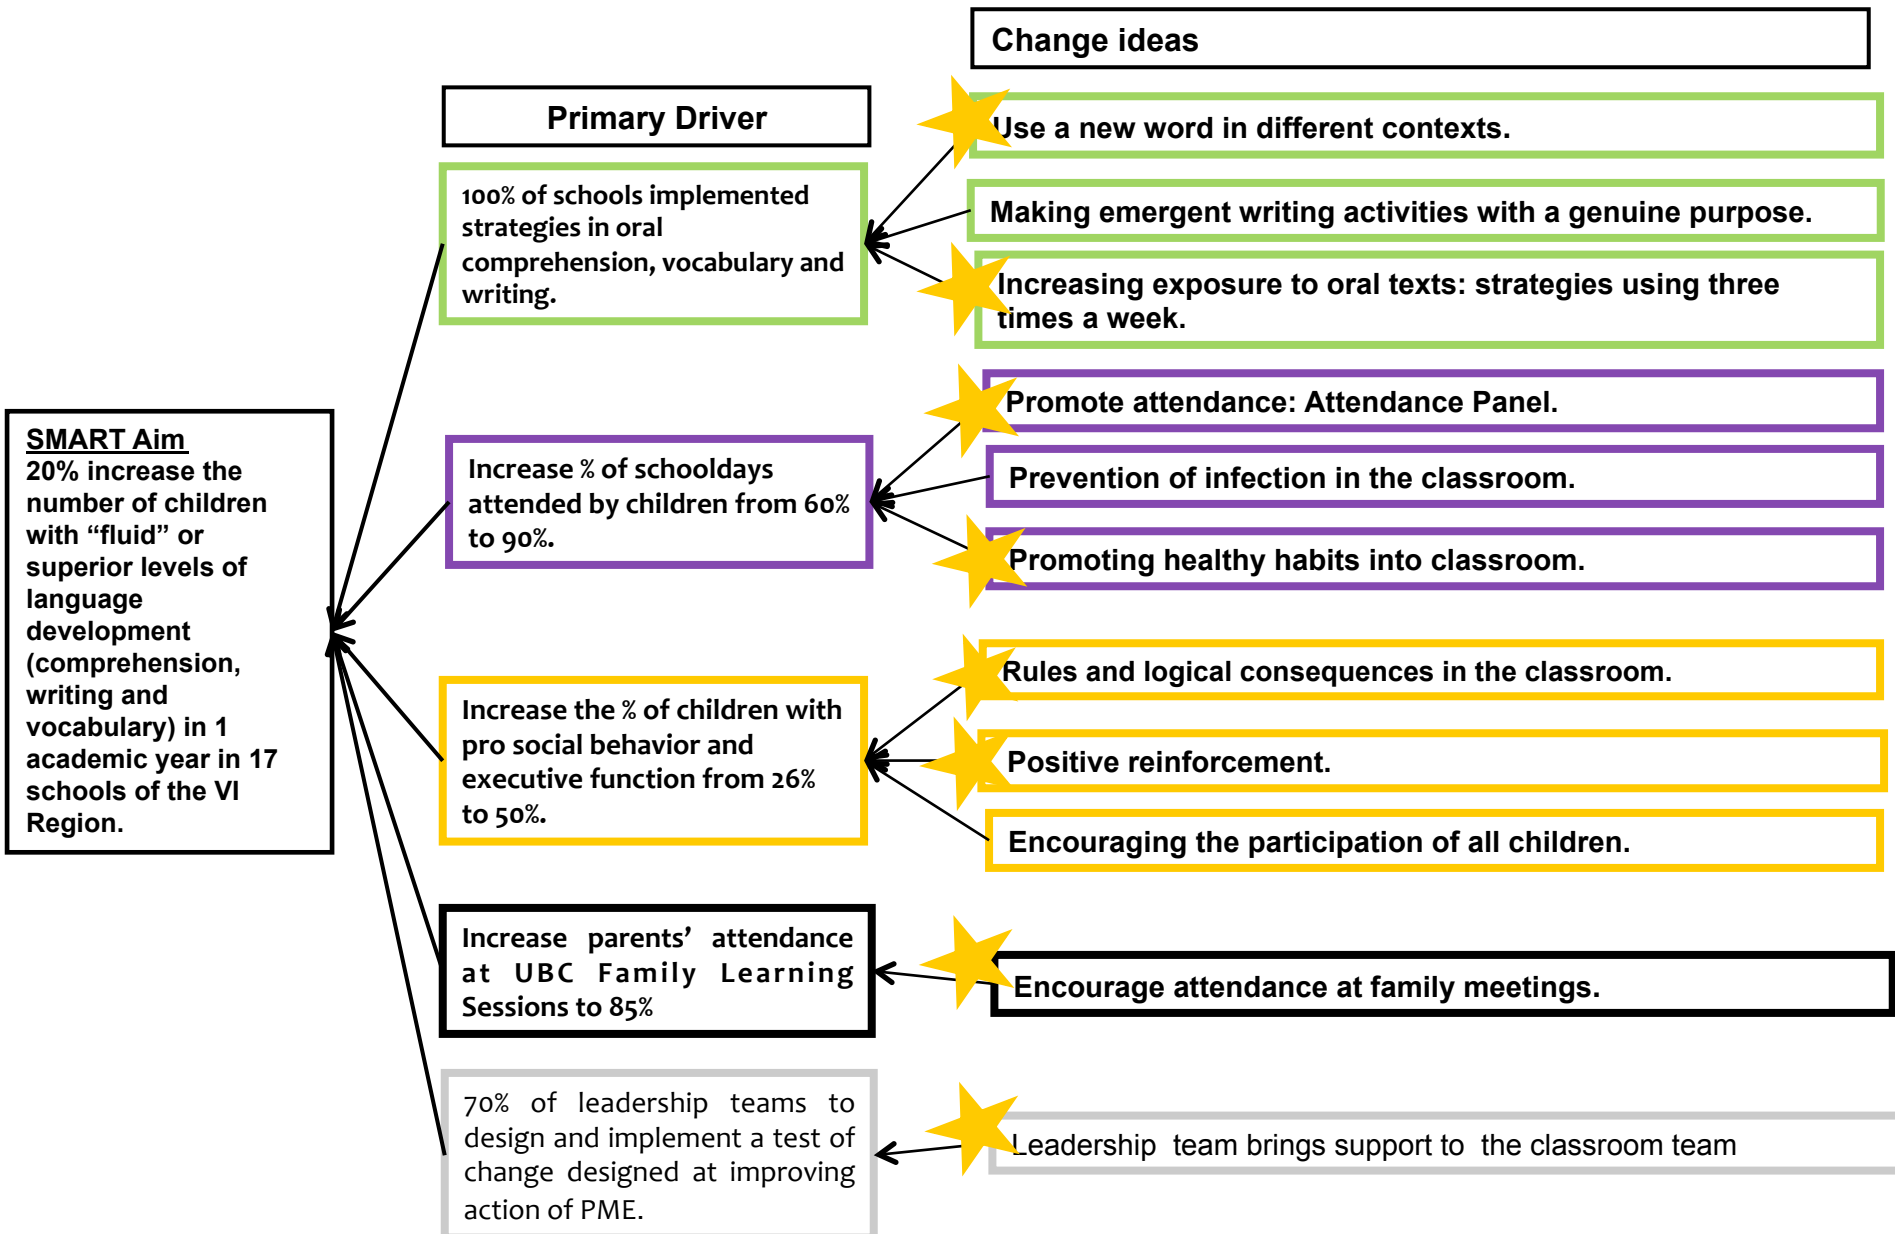 Change ideas
Primary Driver
Use a new word in different contexts.
100% of schools implemented
strategies in oral
comprehension, vocabulary and
writing.
Making emergent writing activities with a genuine purpose.
Increasing exposure to oral texts: strategies using three
times a week.
Promote attendance: Attendance Panel.
SMART Aim
20% increase the
number of children
with “fluid” or
superior levels of
language
development
(comprehension,
writing and
vocabulary) in 1
academic year in 17
schools of the VI
Region.
Increase % of schooldays
attended by children from 60%
to 90%.
Prevention of infection in the classroom.
Promoting healthy habits into classroom.
Rules and logical consequences in the classroom.
Increase the % of children with
pro social behavior and
executive function from 26%
to 50%.
Positive reinforcement.
Encouraging the participation of all children.
Increase parents’ attendance
at UBC Family Learning
Sessions to 85%
Encourage attendance at family meetings.
70% of leadership teams to
design and implement a test of
change designed at improving
action of PME.
Leadership team brings support to the classroom team